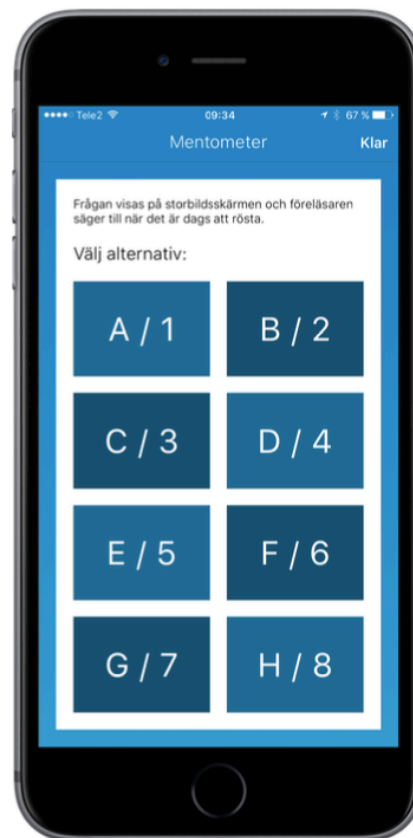 Tele2 09:34 67 %
Mentometer Klar
Frågan visas på storbildsskärmen och föreläsaren
säger till när det är dags att rösta.
Välj alternativ:
A / 1 B / 2
C / 3 D / 4
E / 5 F / 6
G / 7 H / 8